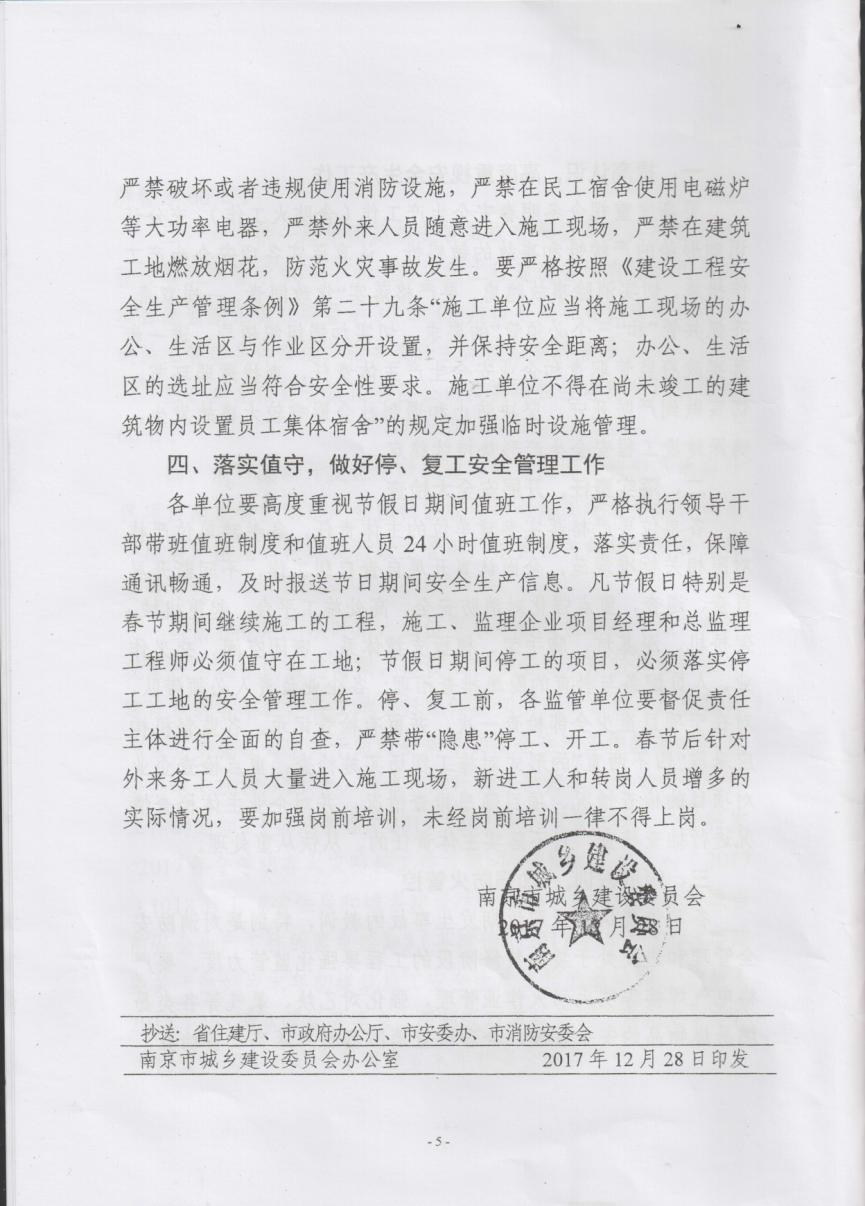 严禁破坏或者违规使用消防设施，严禁在民工宿舍使用电磁炉
等大功率电器，严禁外来人员随意进入施工现场，严禁在建筑
工地燃放烟花，防范火灾事故发生。要严格按照《建设工程安
全生产管理条例》第二十九条“施工单位应当将施工现场的办
公、生活区与作业区分开设置，并保持安全距离；办公、生活
区的选址应当符合安全性要求。施工单位不得在尚未竣工的建
筑物内设置员工集体宿舍”的规定加强临时设施管理。
四、落实值守，做好停、复工安全管理工作
各单位要高度重视节假日期间值班工作，严格执行领导干
部带班值班制度和值班人员 24 小时值班制度，落实责任，保障
通讯畅通，及时报送节日期间安全生产信息。凡节假日特别是
春节期间继续施工的工程，施工、监理企业项目经理和总监理
工程师必须值守在工地；节假日期间停工的项目，必须落实停
工工地的安全管理工作。停、复工前，各监管单位要督促责任
主体进行全面的自查，严禁带“隐患”停工、开工。春节后针对
外来务工人员大量进入施工现场，新进工人和转岗人员增多的
实际情况，要加强岗前培训，未经岗前培训一律不得上岗。
南京市城乡建设委员会
2017 年 12 月 28 日
南京市城乡建设委员会
抄送：省住建厅、市政府办公厅、市安委办、市消防安委会
南京市城乡建设委员会办公室 2017 年 12 月 28 日印发
- 5 -